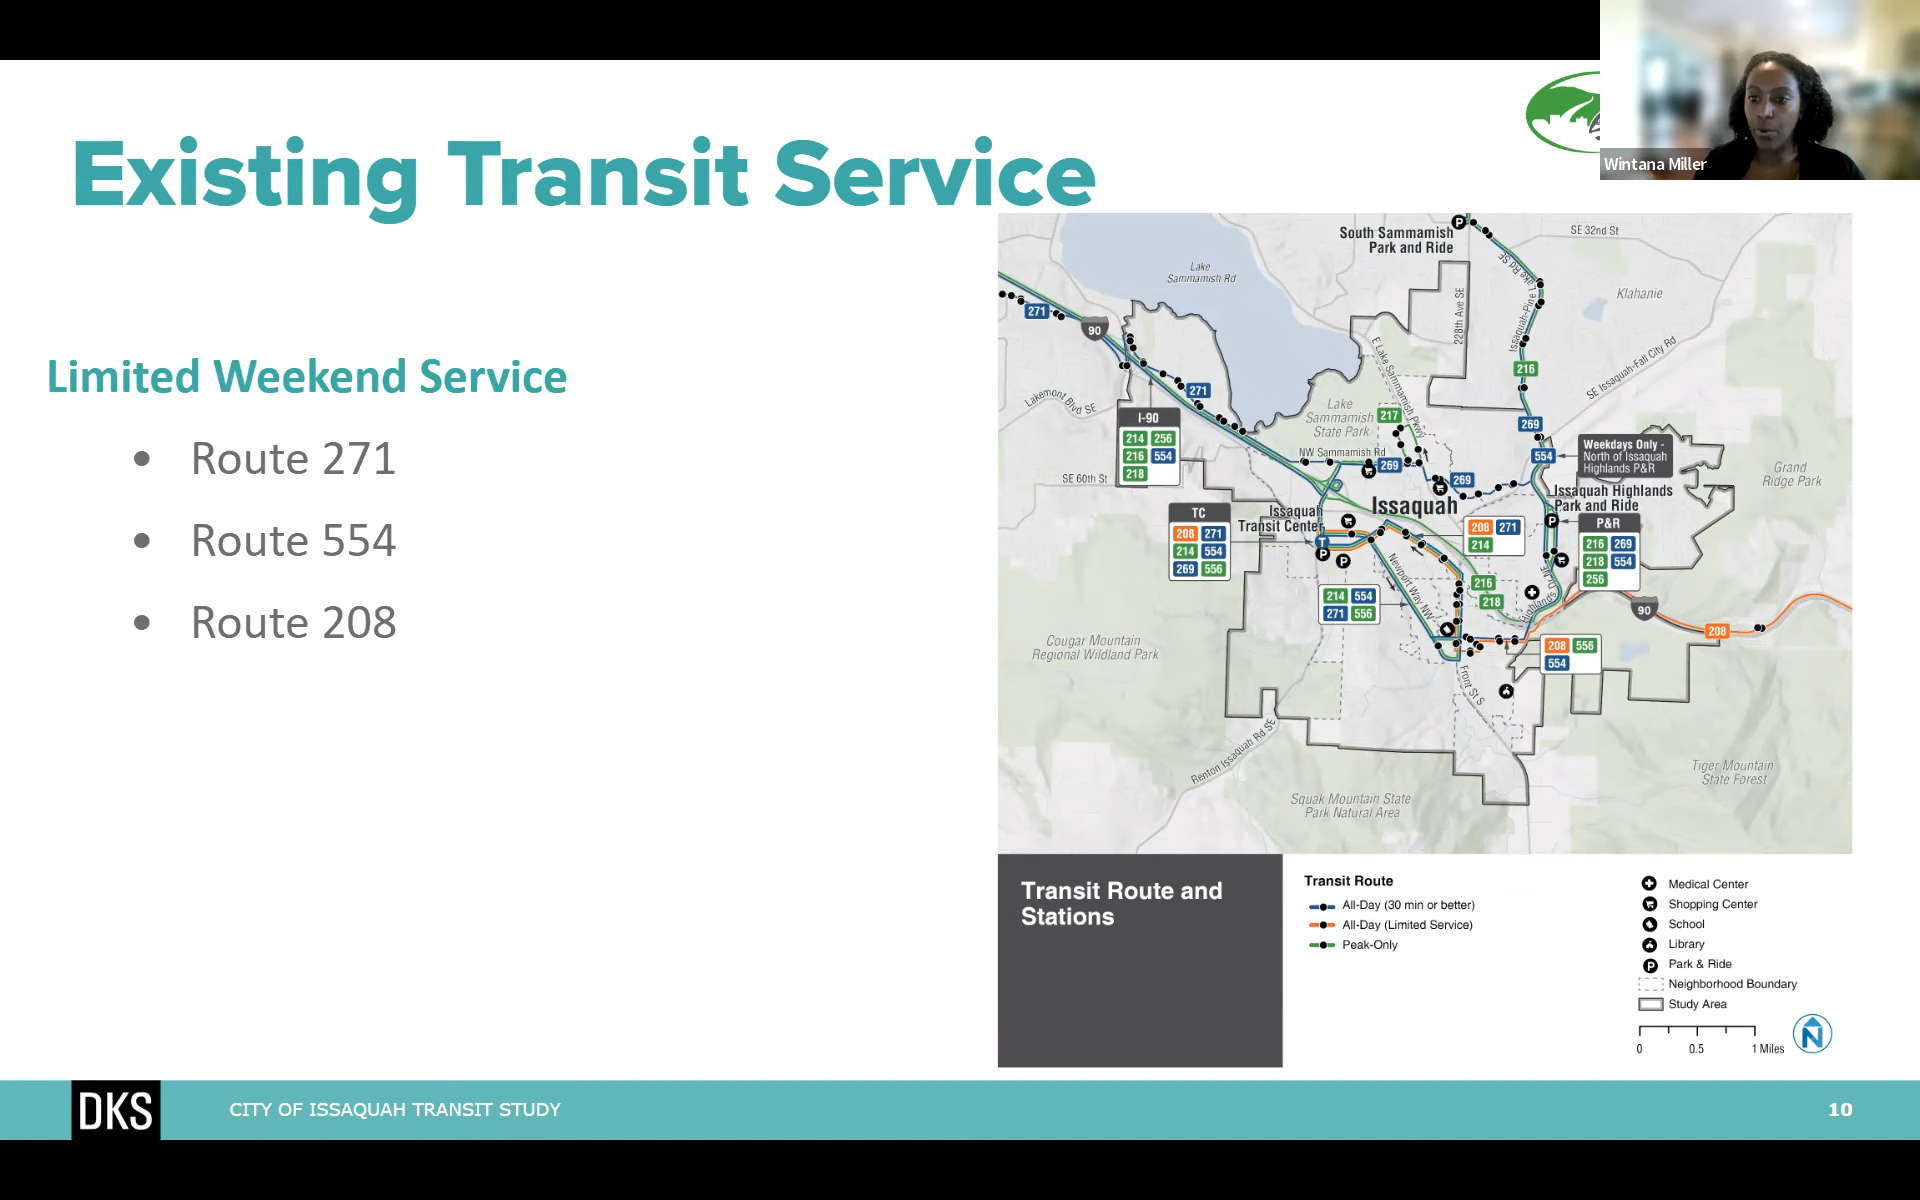 Wintana Miller
Existing Transit Service
Limited Weekend Service
• Route 271
• Route 554
• Route 208
South Sammamish
Park and Ride
SE 32nd St
Lake
Sammamish Rd
228th Ave SE
Issaquah-Pine Lake Rd SE
Klahanie
271
90
E Lake Sammamish Pkwy
216
SE Issaquah-Fall City Rd
Lakemont Blvd SE
271
Lake
Sammamish
State Park
217
269
I-90
214 256
216 554
218
NW Sammamish Rd
269
269
554
Weekdays Only -
North of Issaquah
Highlands P&R
Grand
Ridge Park
SE 60th St
Issaquah
Issaquah Highlands
Park and Ride
Issaquah
Transit Center
TC
208 271
214 554
269 556
208 271
214
P&R
216 269
218 554
256
Newport Way NW
216
218
Highlands Dr NE
214 554
271 556
90
208
208 556
554
Cougar Mountain
Regional Wildland Park
Front St S
Renton Issaquah Rd SE
Tiger Mountain
State Forest
Squak Mountain State
Park Natural Area
Transit Route and
Stations
Transit Route
All-Day (30 min or better)
All-Day (Limited Service)
Peak-Only
Medical Center
Shopping Center
School
Library
Park & Ride
Neighborhood Boundary
Study Area
0 0.5 1 Miles
N
DKS
CITY OF ISSAQUAH TRANSIT STUDY
10